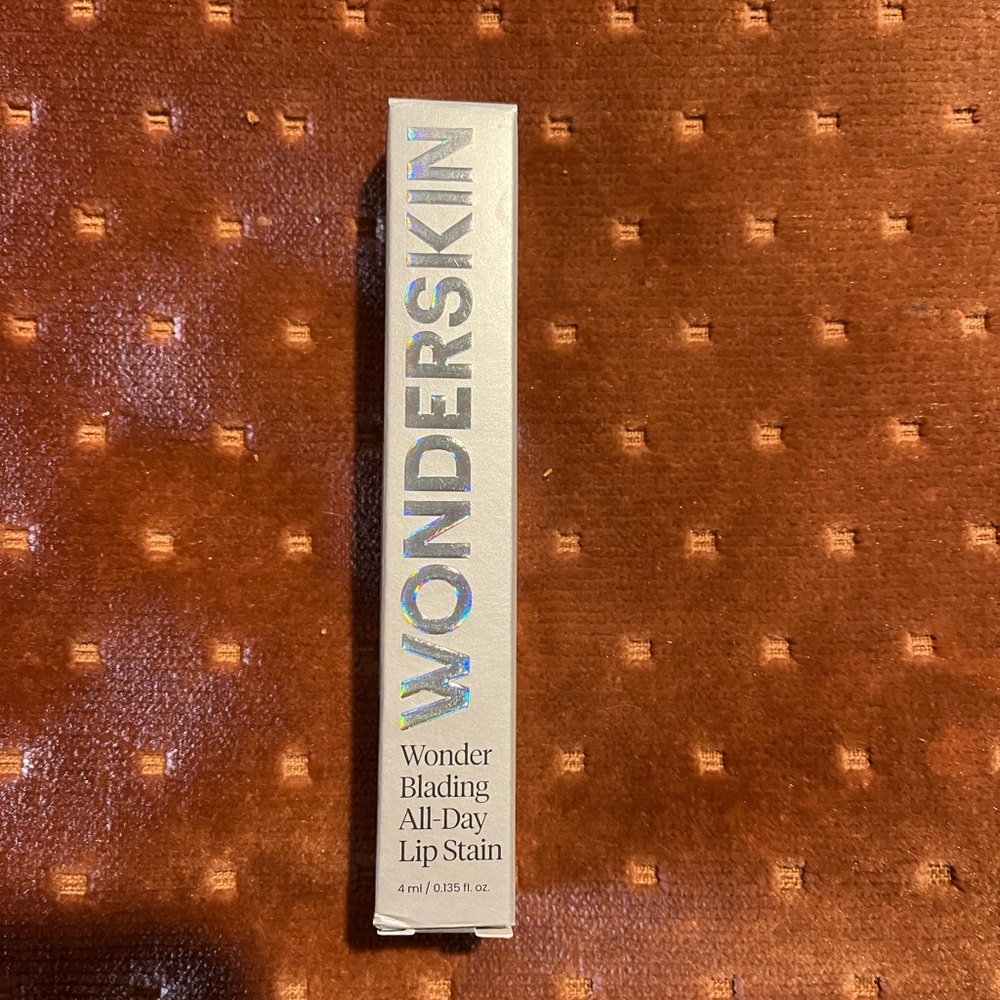 WONDERSKIN
Wonder
Blading
All-Day
Lip Stain
4 ml / 0.135 fl. oz.